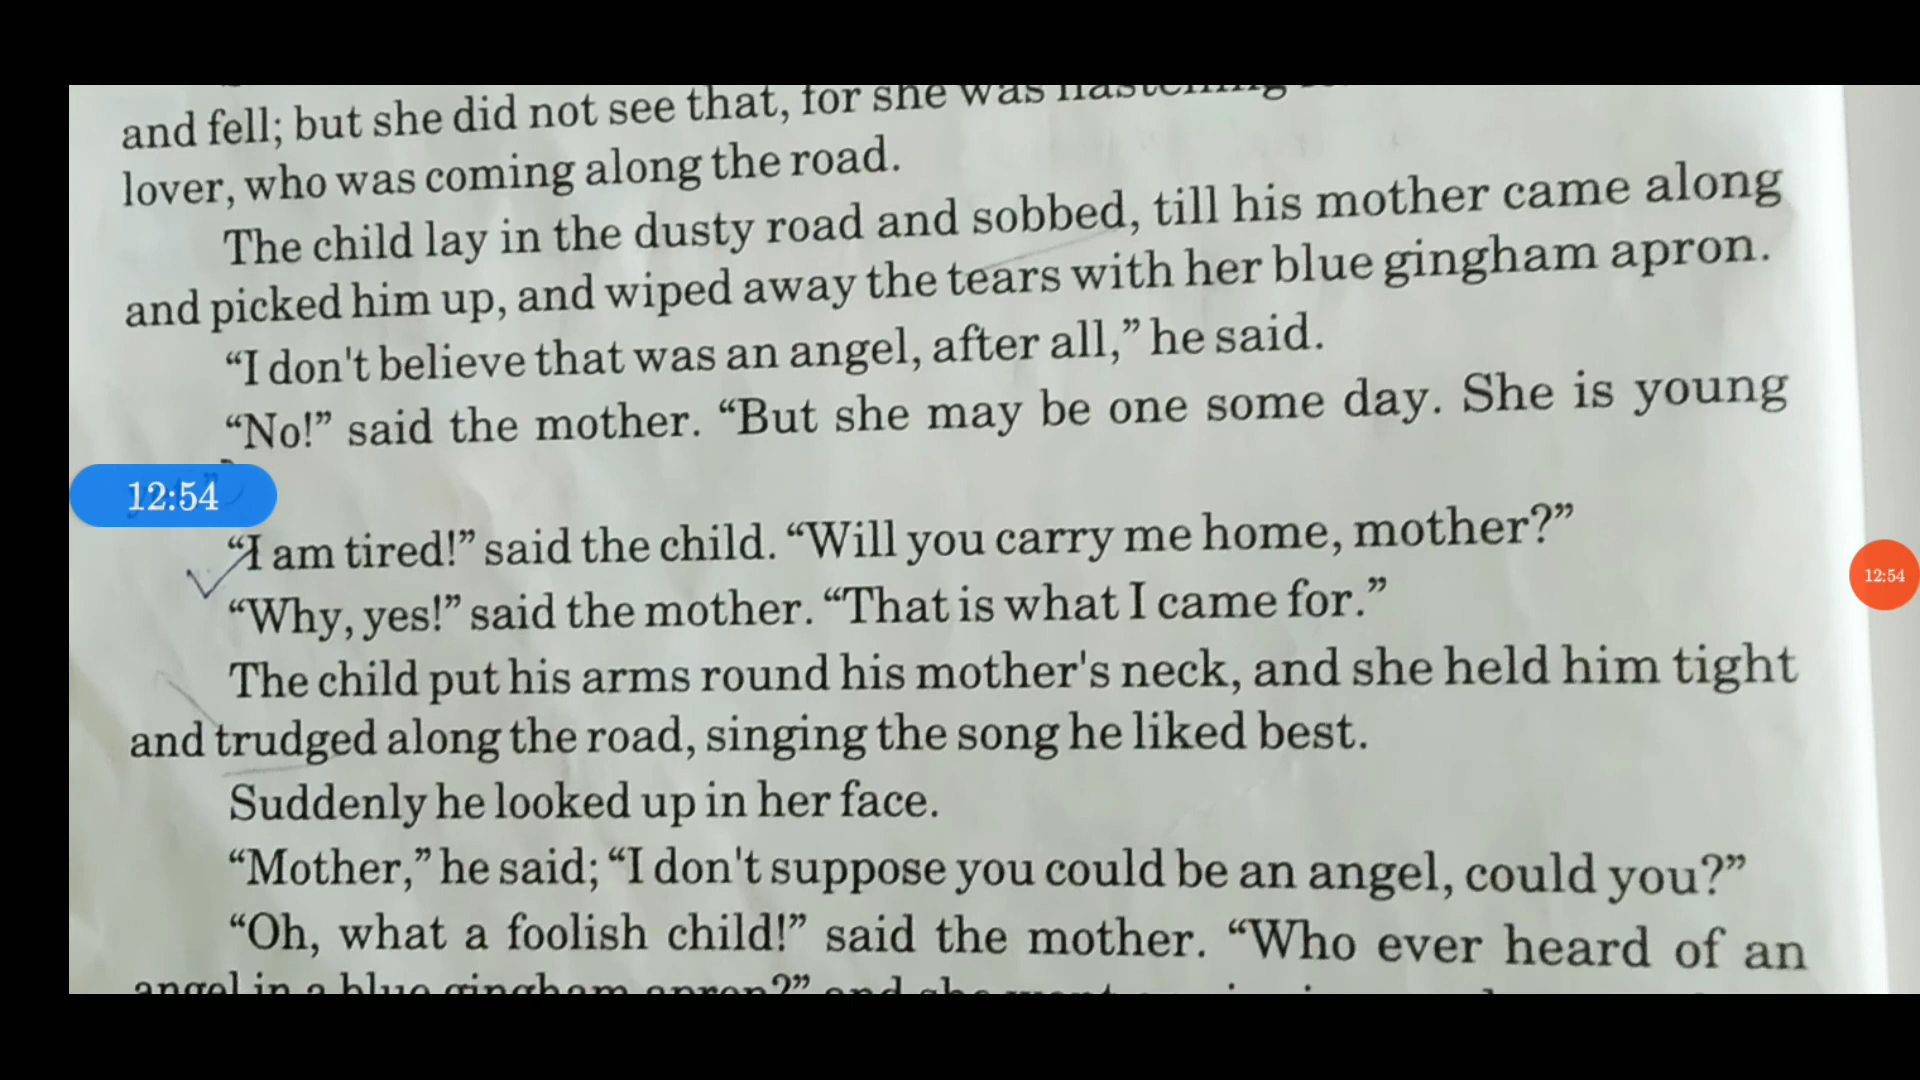 and fell; but she did not see that, for she was hastening
lover, who was coming along the road.
The child lay in the dusty road and sobbed, till his mother came along
and picked him up, and wiped away the tears with her blue gingham apron.
“I don't believe that was an angel, after all,” he said.
“No!” said the mother. “But she may be one some day. She is young
12:54
“I am tired!” said the child. “Will you carry me home, mother?”
12:54
“Why, yes!” said the mother. “That is what I came for.”
The child put his arms round his mother's neck, and she held him tight
and trudged along the road, singing the song he liked best.
Suddenly he looked up in her face.
“Mother,” he said; “I don't suppose you could be an angel, could you?”
“Oh, what a foolish child!” said the mother. “Who ever heard of an
angel in a blue gingham apron?” and she went